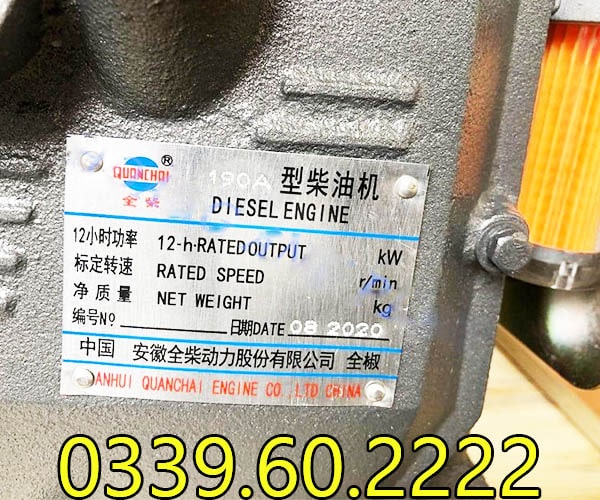 QUANCHAI ®
全柴
190A 型柴油机
DIESEL ENGINE
12小时功率 12-h·RATED OUTPUT kW
标定转速 RATED SPEED r/min
净质量 NET WEIGHT kg
编号No. 日期DATE 08 2020
中国 安徽全柴动力股份有限公司 全椒
ANHUI QUANCHAI ENGINE CO.,LTD CHINA
0339.60.2222